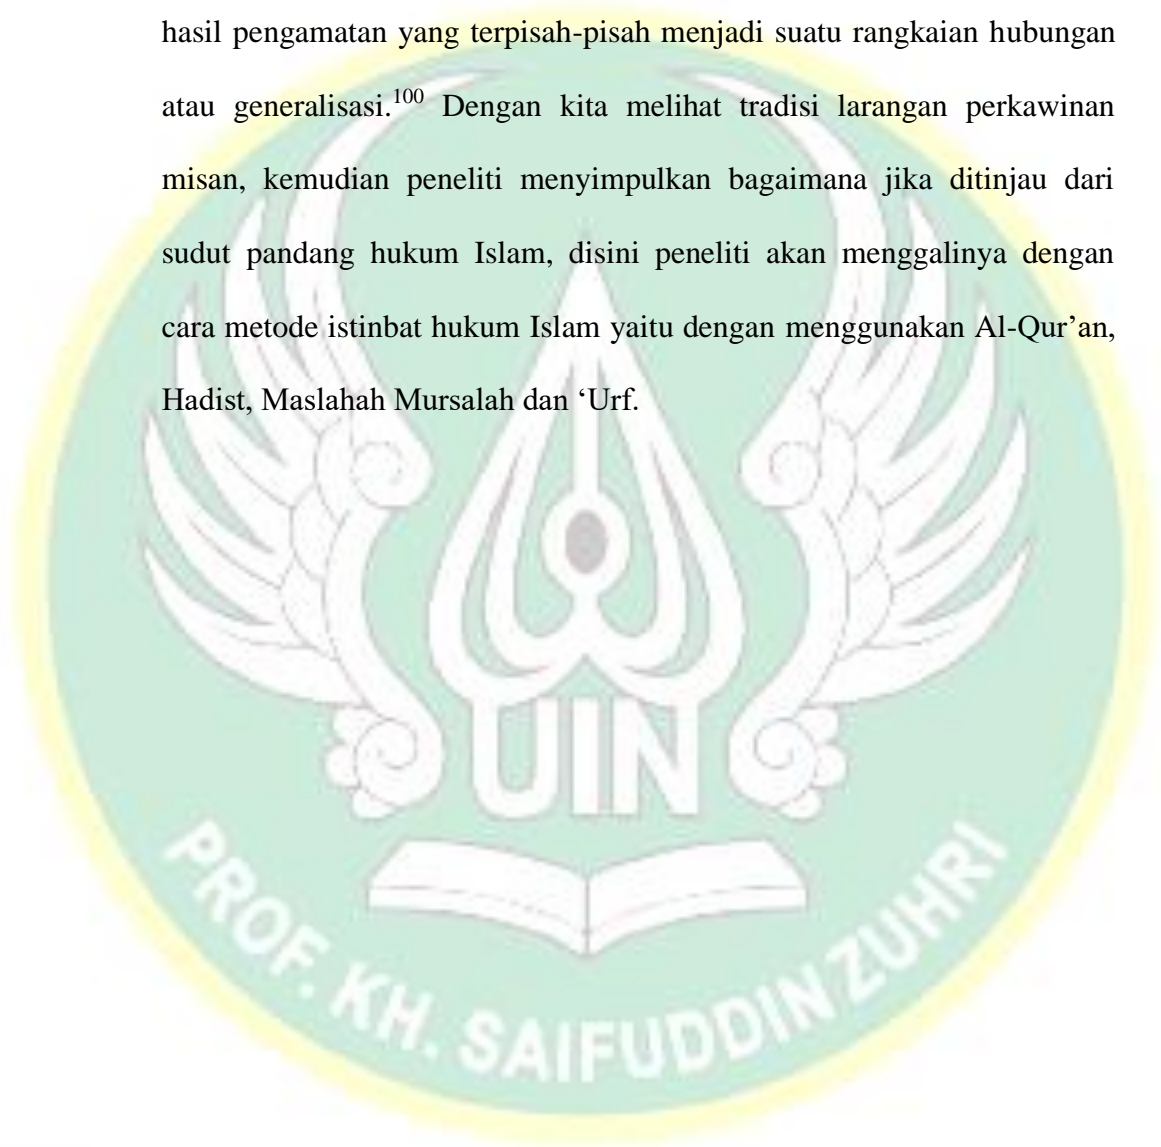 hasil pengamatan yang terpisah-pisah menjadi suatu rangkaian hubungan
atau generalisasi.100 Dengan kita melihat tradisi larangan perkawinan
misan, kemudian peneliti menyimpulkan bagaimana jika ditinjau dari
sudut pandang hukum Islam, disini peneliti akan menggalinya dengan
cara metode istinbat hukum Islam yaitu dengan menggunakan Al-Qur’an,
Hadist, Maslahah Mursalah dan ‘Urf.
UIN
PROF. KH. SAIFUDDIN ZUHRI